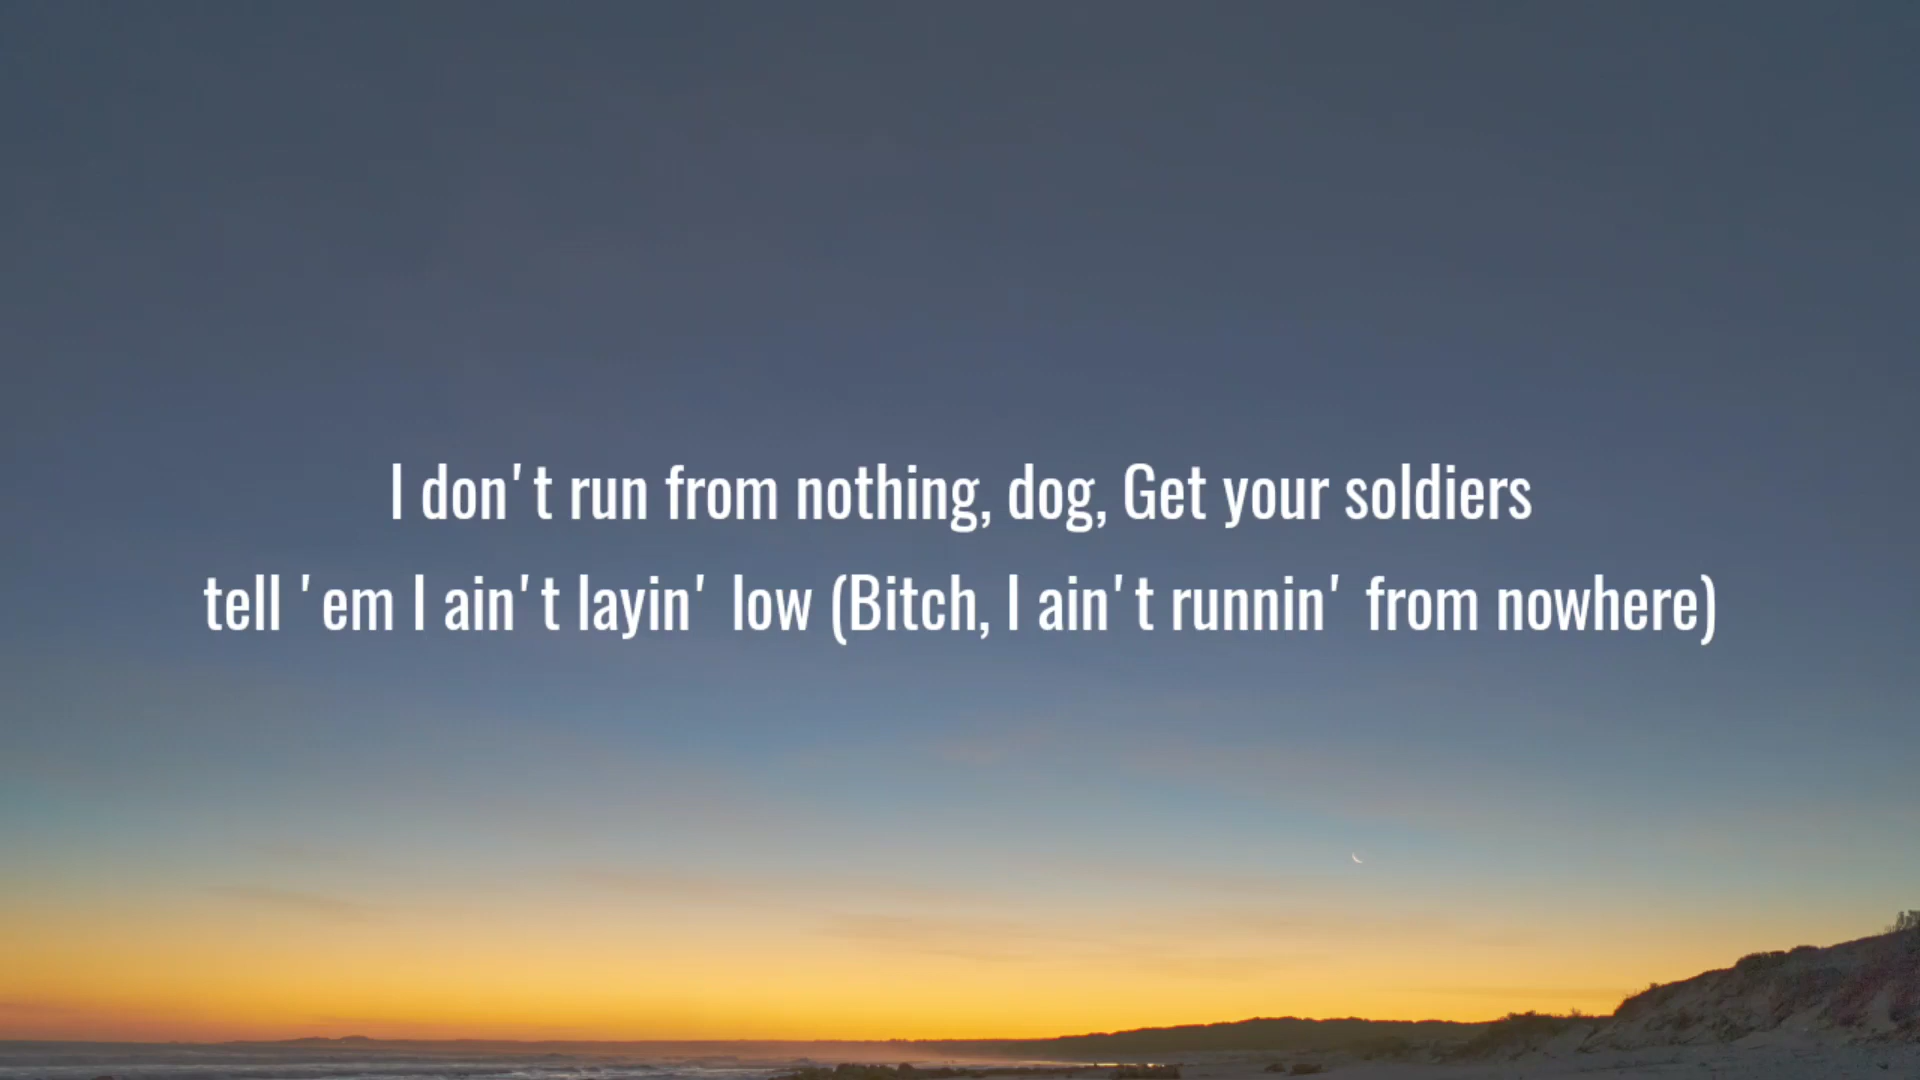 I don't run from nothing, dog, Get your soldiers
tell 'em I ain't layin' low (Bitch, I ain't runnin' from nowhere)